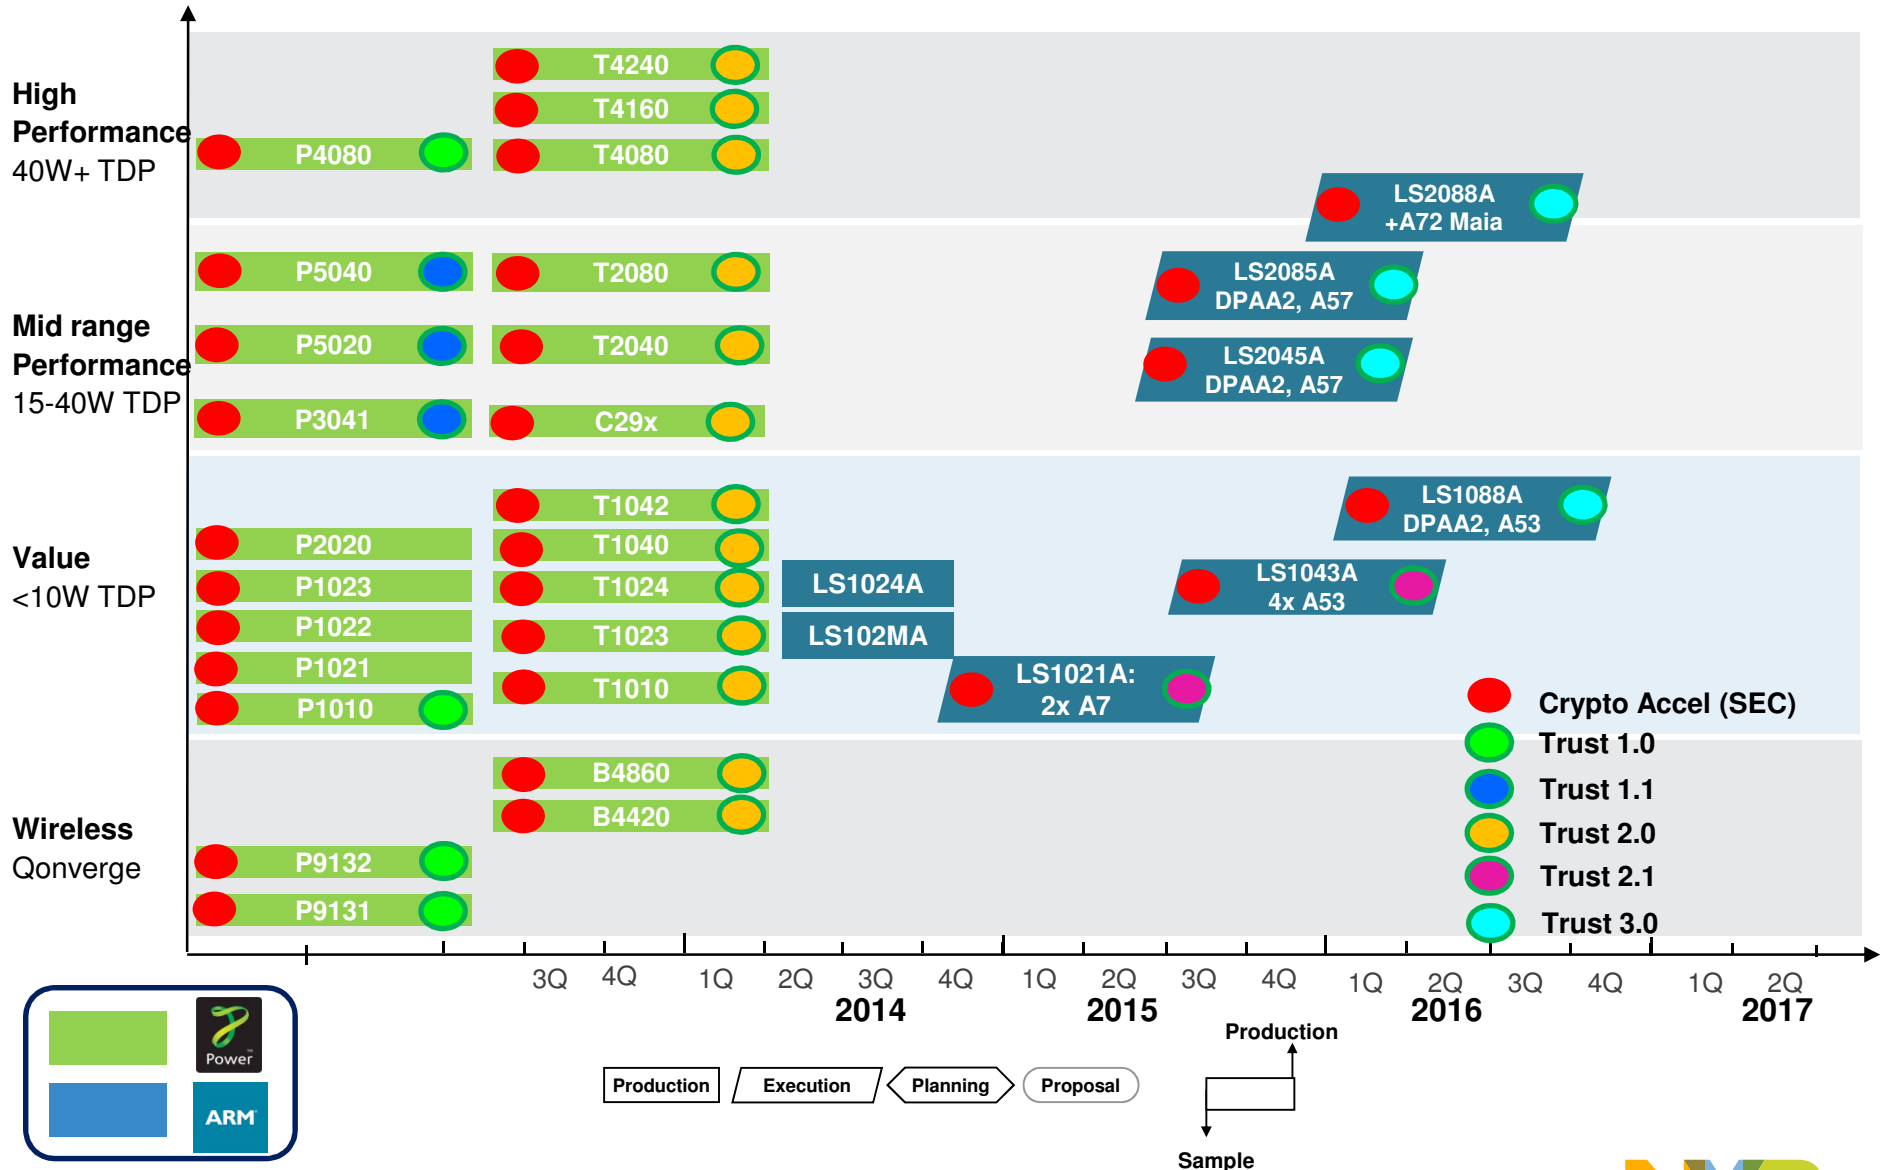 High
Performance
40W+ TDP
T4240
T4160
P4080
T4080
LS2088A
+A72 Maia
Mid range
Performance
15-40W TDP
P5040
T2080
LS2085A
DPAA2, A57
P5020
T2040
LS2045A
DPAA2, A57
P3041
C29x
Value
<10W TDP
T1042
LS1088A
DPAA2, A53
P2020
T1040
P1023
T1024
LS1024A
LS1043A
4x A53
P1022
T1023
LS102MA
P1021
T1010
LS1021A:
2x A7
P1010
Crypto Accel (SEC)
Trust 1.0
Trust 1.1
Trust 2.0
Trust 2.1
Trust 3.0
Wireless
Qonverge
B4860
B4420
P9132
P9131
3Q 4Q 1Q 2Q 3Q 4Q 1Q 2Q 3Q 4Q 1Q 2Q 3Q 4Q 1Q 2Q
2014 2015 2016 2017
Power™
ARM
Production Execution Planning Proposal
Production
Sample